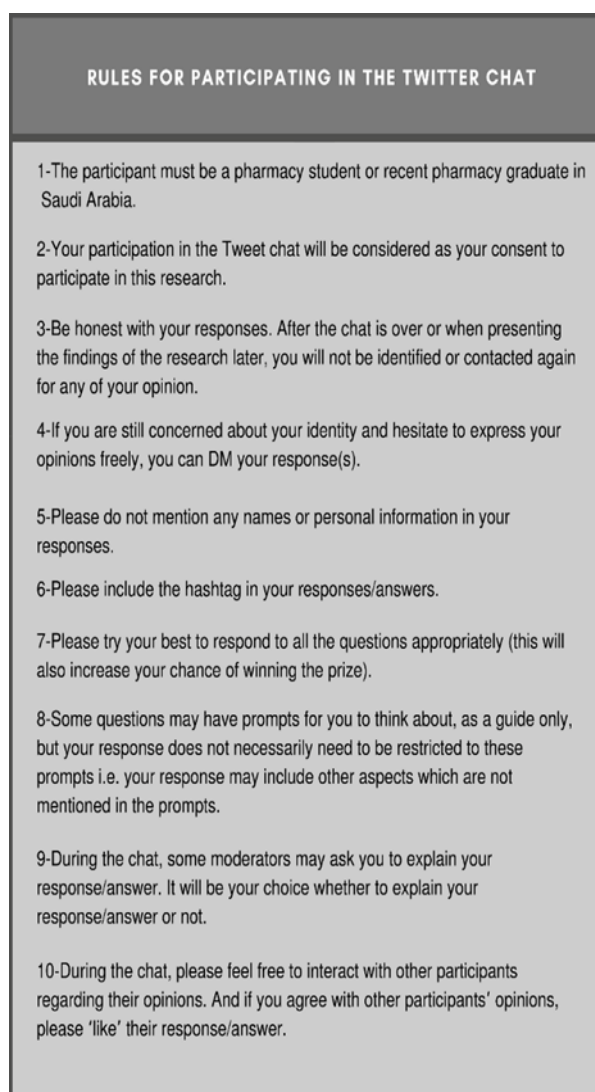 RULES FOR PARTICIPATING IN THE TWITTER CHAT
1-The participant must be a pharmacy student or recent pharmacy graduate in
Saudi Arabia.
2-Your participation in the Tweet chat will be considered as your consent to
participate in this research.
3-Be honest with your responses. After the chat is over or when presenting
the findings of the research later, you will not be identified or contacted again
for any of your opinion.
4-If you are still concerned about your identity and hesitate to express your
opinions freely, you can DM your response(s).
5-Please do not mention any names or personal information in your
responses.
6-Please include the hashtag in your responses/answers.
7-Please try your best to respond to all the questions appropriately (this will
also increase your chance of winning the prize).
8-Some questions may have prompts for you to think about, as a guide only,
but your response does not necessarily need to be restricted to these
prompts i.e. your response may include other aspects which are not
mentioned in the prompts.
9-During the chat, some moderators may ask you to explain your
response/answer. It will be your choice whether to explain your
response/answer or not.
10-During the chat, please feel free to interact with other participants
regarding their opinions. And if you agree with other participants' opinions,
please 'like' their response/answer.